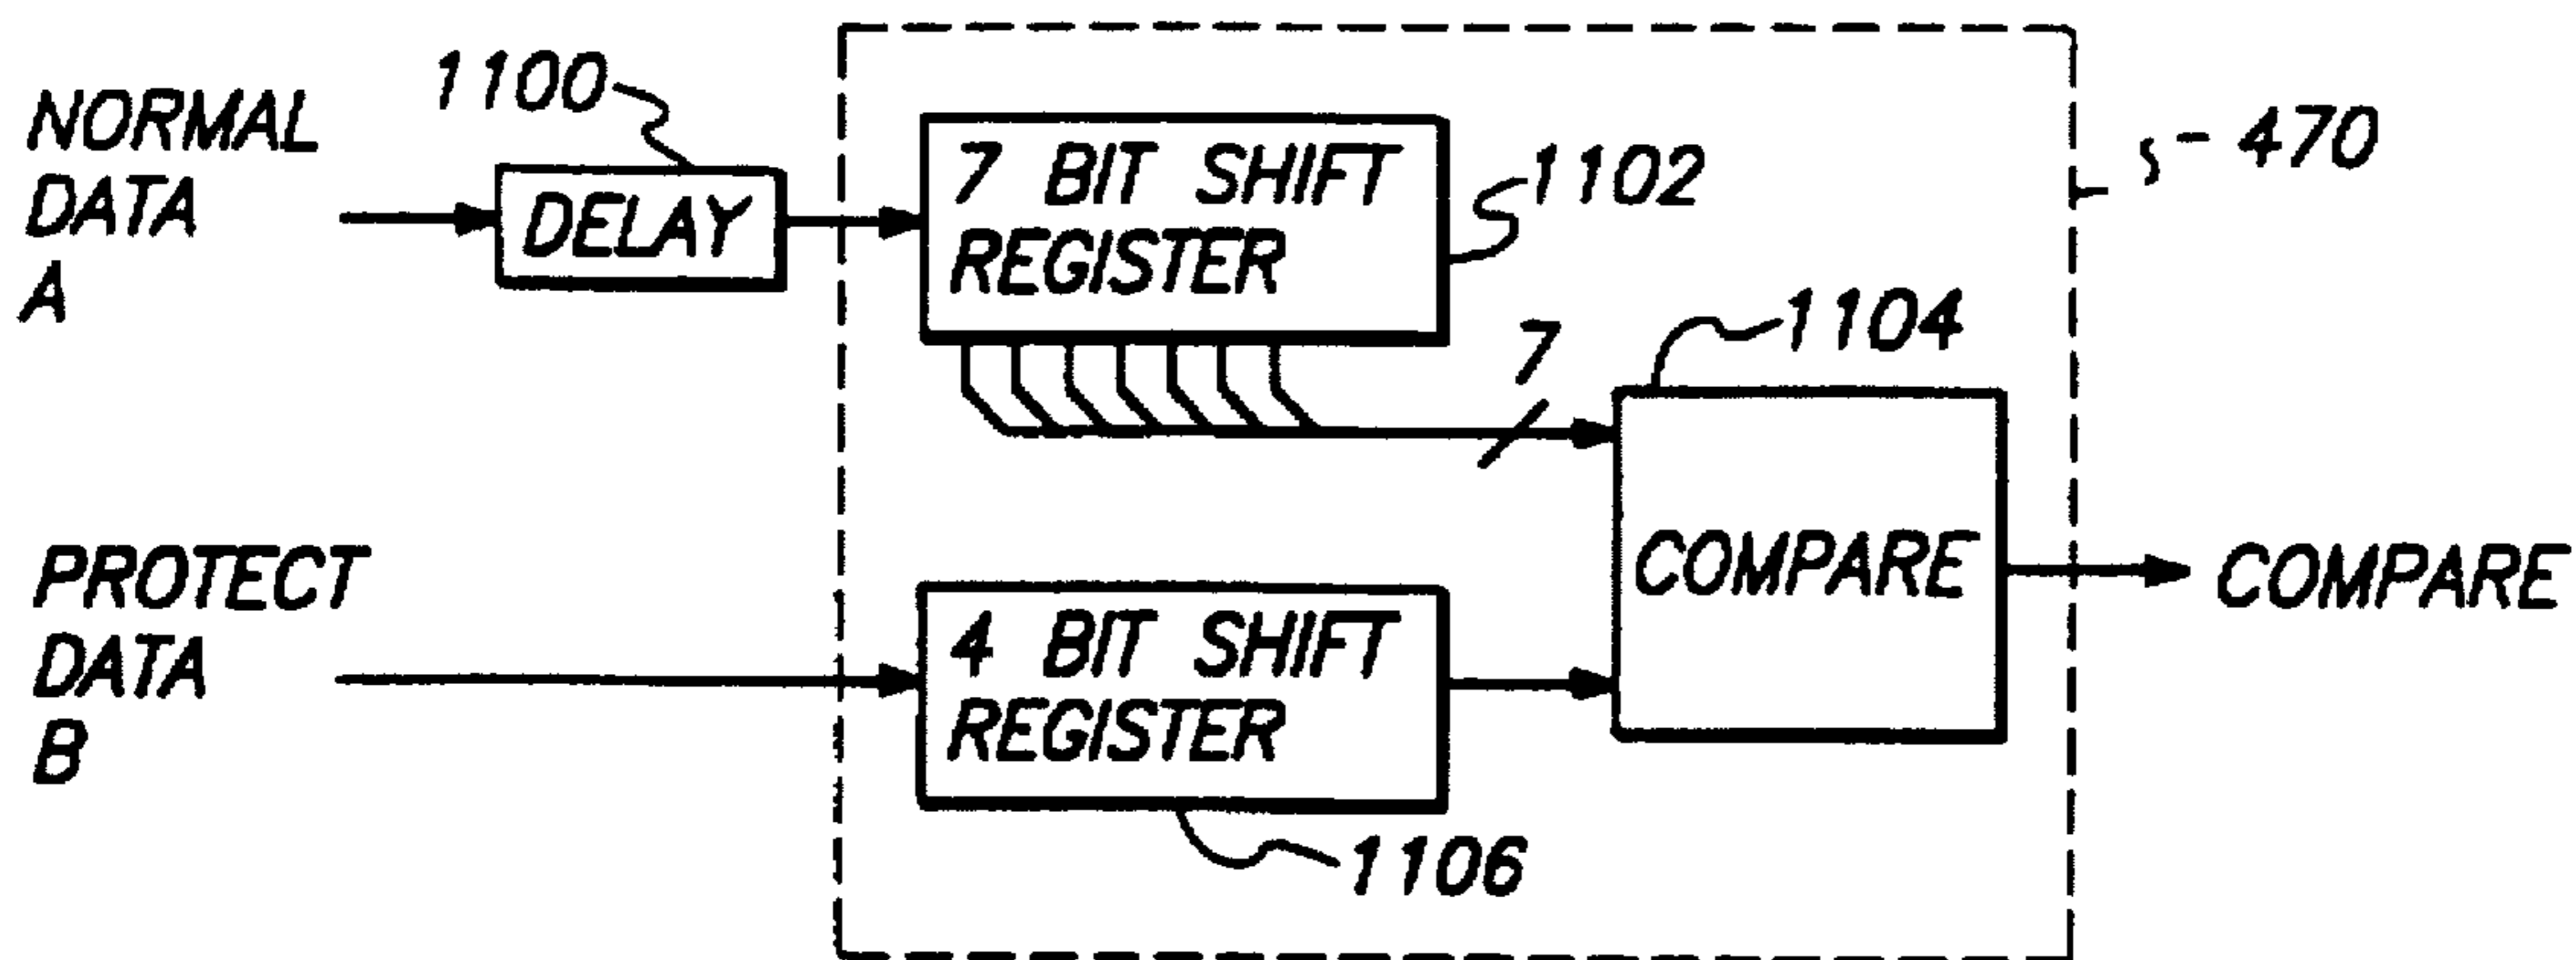 NORMAL
DATA
A
1100
DELAY
7 BIT SHIFT
REGISTER
1102
470
7
1104
COMPARE
COMPARE
PROTECT
DATA
B
4 BIT SHIFT
REGISTER
1106